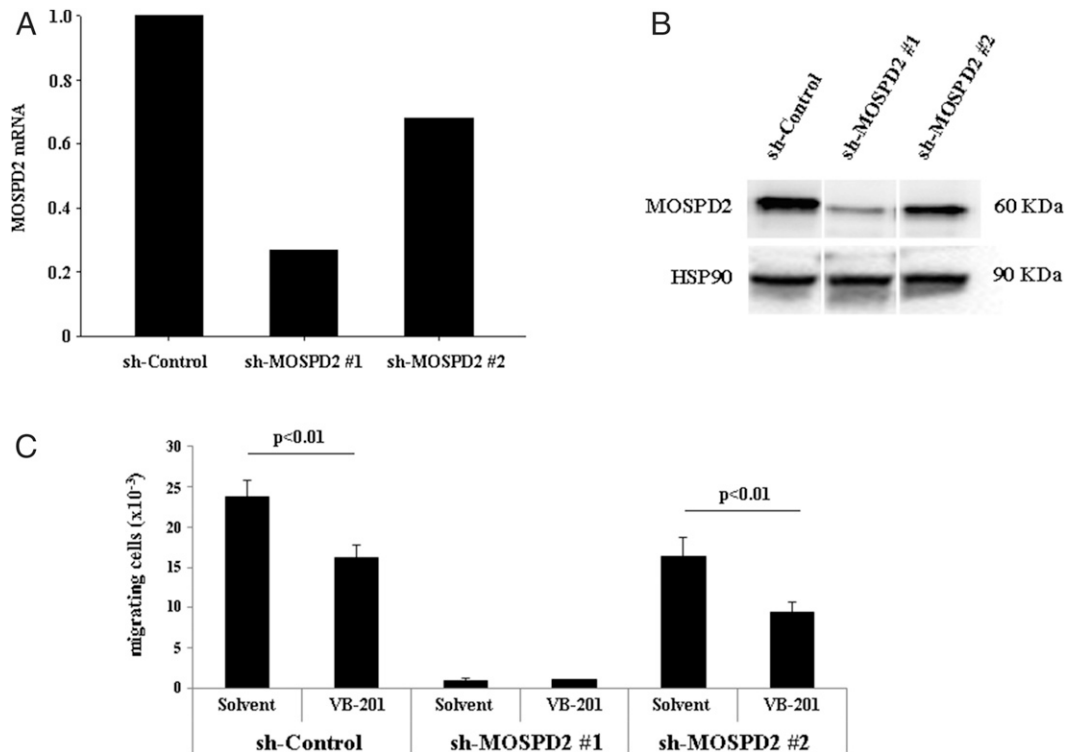 A
MOSPD2 mRNA
1.0
0.8
0.6
0.4
0.2
0
sh-Control
sh-MOSPD2 #1
sh-MOSPD2 #2
B
sh-Control
sh-MOSPD2 #1
sh-MOSPD2 #2
MOSPD2
60 KDa
HSP90
90 KDa
C
migrating cells (x10-3)
30
25
20
15
10
5
0
p<0.01
p<0.01
Solvent
VB-201
Solvent
VB-201
Solvent
VB-201
sh-Control
sh-MOSPD2 #1
sh-MOSPD2 #2